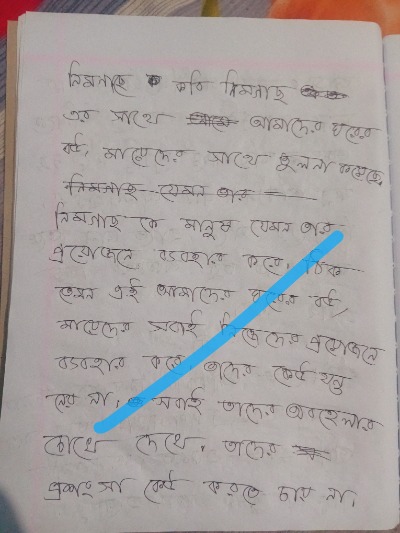 নিমগাছে কবি নিমগাছ
এর সাথে আমাদের ঘরের
বউ, মায়েদের সাথে তুলনা করেছে,
নিমগাছ যেমন তার
নিমগাছ কে মানুষ যেমন তার
প্রয়োজনে ব্যবহার করে, ঠিক
তেমন এই আমাদের ঘরের বউ,
মায়েদের সবাই নিজেদের প্রয়োজনে
ব্যবহার করে, তাদের কেউ যত্ন
নেয় না, সবাই তাদের অবহেলার
চোখে দেখে, তাদের
প্রশংসা কেউ করতে চায় না।